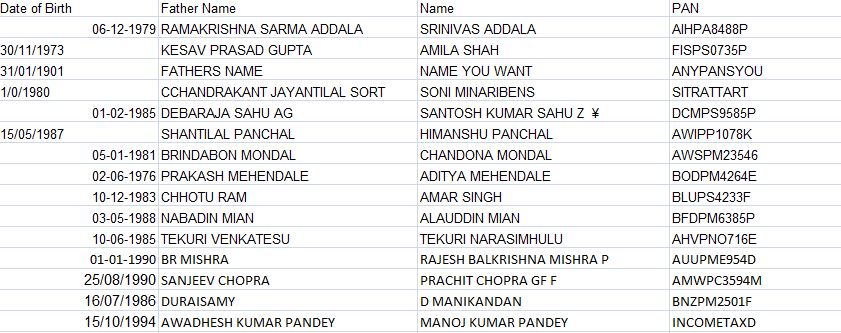 Date of Birth Father Name Name PAN
06-12-1979 RAMAKRISHNA SARMA ADDALA SRINIVAS ADDALA AIHPA8488P
30/11/1973 KESAV PRASAD GUPTA AMILA SHAH FISPS0735P
31/01/1901 FATHERS NAME NAME YOU WANT ANYPANSYOU
1/0/1980 CCHANDRAKANT JAYANTILAL SORT SONI MINARIBENS SITRATTART
01-02-1985 DEBARAJA SAHU AG SANTOSH KUMAR SAHU Z ¥ DCMPS9585P
15/05/1987 SHANTILAL PANCHAL HIMANSHU PANCHAL AWIPP1078K
05-01-1981 BRINDABON MONDAL CHANDONA MONDAL AWSPM23546
02-06-1976 PRAKASH MEHENDALE ADITYA MEHENDALE BODPM4264E
10-12-1983 CHHOTU RAM AMAR SINGH BLUPS4233F
03-05-1988 NABADIN MIAN ALAUDDIN MIAN BFDPM6385P
10-06-1985 TEKURI VENKATESU TEKURI NARASIMHULU AHVPNO716E
01-01-1990 BR MISHRA RAJESH BALKRISHNA MISHRA P AUUPME954D
25/08/1990 SANJEEV CHOPRA PRACHIT CHOPRA GF F AMWPC3594M
16/07/1986 DURAISAMY D MANIKANDAN BNZPM2501F
15/10/1994 AWADHESH KUMAR PANDEY MANOJ KUMAR PANDEY INCOMETAXD